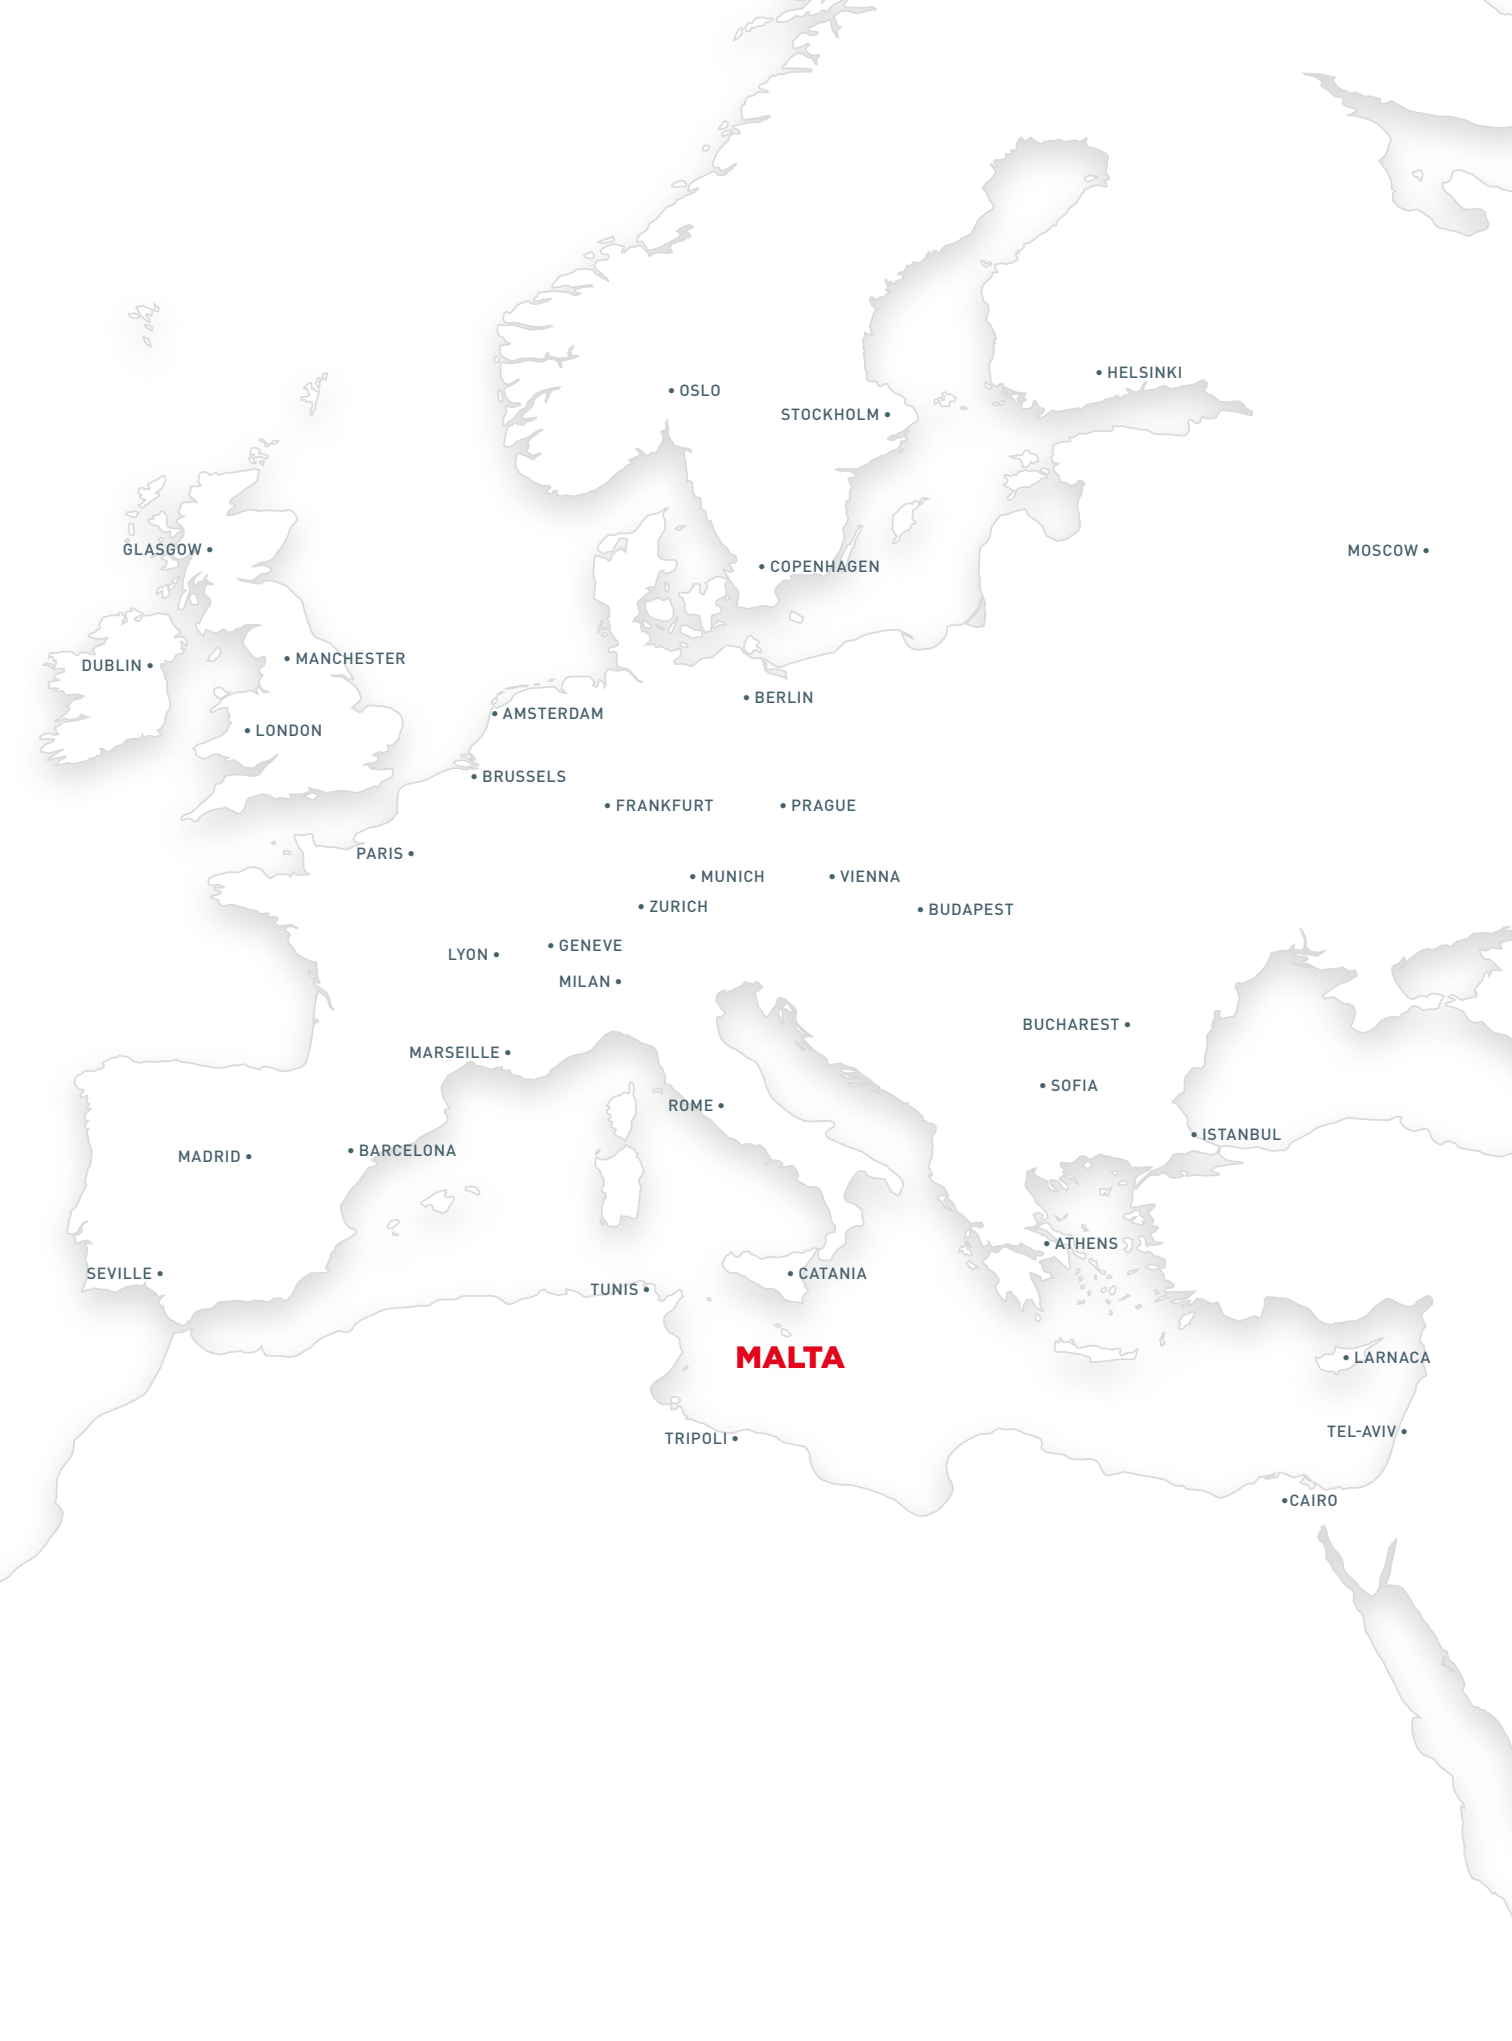 HELSINKI
OSLO
STOCKHOLM
GLASGOW
MOSCOW
COPENHAGEN
MANCHESTER
DUBLIN
BERLIN
AMSTERDAM
LONDON
BRUSSELS
FRANKFURT
PRAGUE
PARIS
MUNICH
VIENNA
ZURICH
BUDAPEST
GENEVE
LYON
MILAN
BUCHAREST
MARSEILLE
SOFIA
ROME
ISTANBUL
BARCELONA
MADRID
ATHENS
SEVILLE
CATANIA
TUNIS
MALTA
LARNACA
TEL-AVIV
TRIPOLI
CAIRO